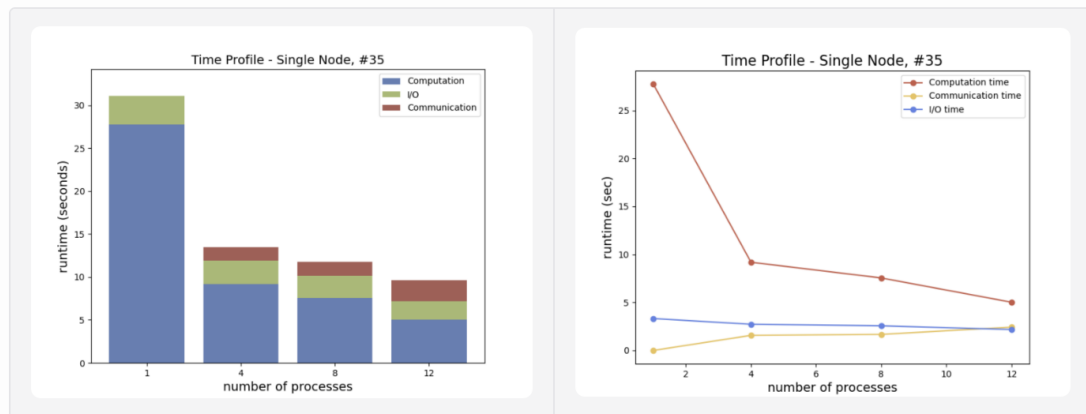 Time Profile - Single Node, #35
Computation
I/O
Communication
30
25
20
15
10
5
0
runtime (seconds)
1
4
8
12
number of processes
Time Profile - Single Node, #35
Computation time
Communication time
I/O time
25
20
15
10
5
0
runtime (sec)
2
4
6
8
10
12
number of processes